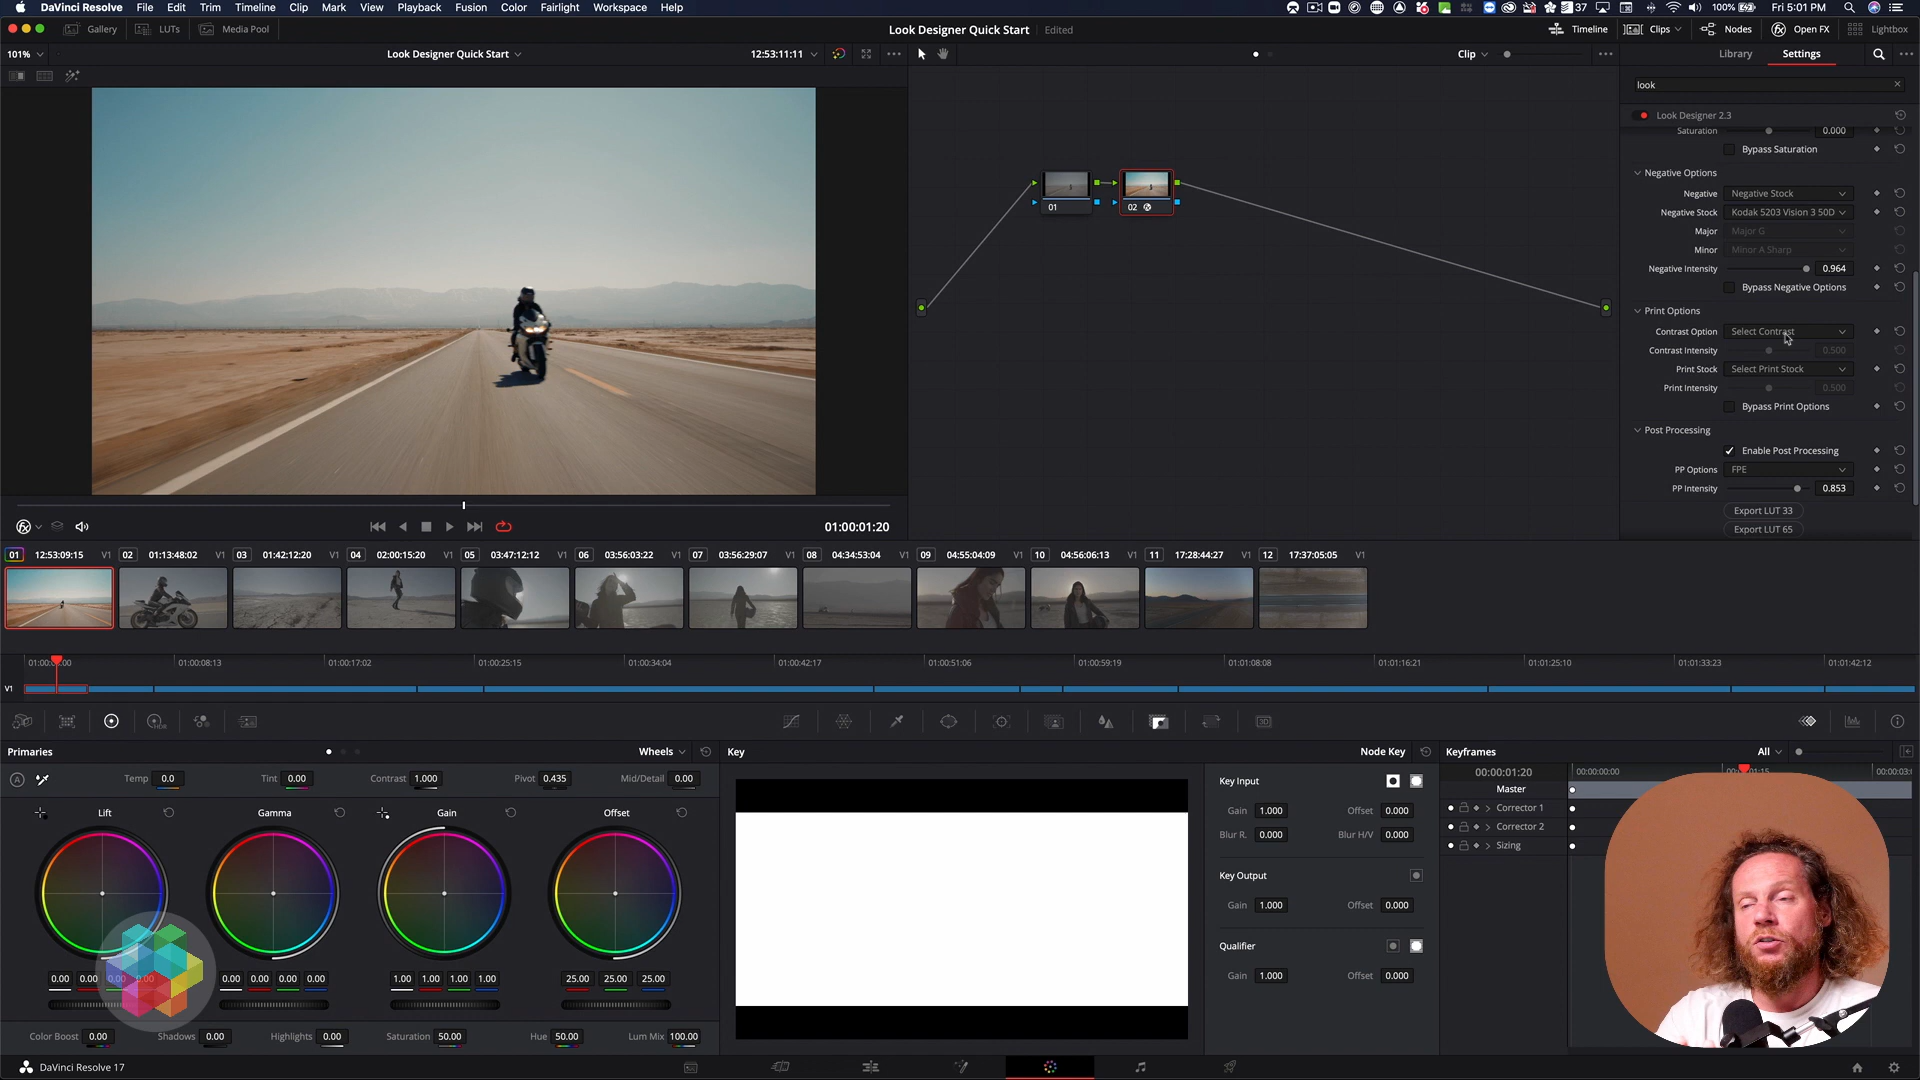 DaVinci Resolve File Edit Trim Timeline Clip Mark View Playback Fusion Color Fairlight Workspace Help 37 100% Fri 5:01 PM
Gallery LUTs Media Pool Look Designer Quick Start Edited Timeline Clips Nodes Open FX Lightbox
101% Look Designer Quick Start 12:53:11:11 Clip Library Settings
look
Look Designer 2.3
Saturation 0.000
Bypass Saturation
Negative Options
Negative Negative Stock
Negative Stock Kodak 5203 Vision 3 50D
Major Major G
Minor Minor A Sharp
Negative Intensity 0.964
Bypass Negative Options
Print Options
Contrast Option Select Contrast
Contrast Intensity 0.500
Print Stock Select Print Stock
Print Intensity 0.500
Bypass Print Options
Post Processing
Enable Post Processing
PP Options FPE
PP Intensity 0.853
Export LUT 33
Export LUT 65
01
02
01:00:01:20
01 12:53:09:15 V1 02 01:13:48:02 V1 03 01:42:12:20 V1 04 02:00:15:20 V1 05 03:47:12:12 V1 06 03:56:03:22 V1 07 03:56:29:07 V1 08 04:34:53:04 V1 09 04:55:04:09 V1 10 04:56:06:13 V1 11 17:28:44:27 V1 12 17:37:05:05 V1
01:00:08:13 01:00:17:02 01:00:25:15 01:00:34:04 01:00:42:17 01:00:51:06 01:00:59:19 01:01:08:08 01:01:16:21 01:01:25:10 01:01:33:23 01:01:42:12
V1
Primaries Wheels Key Node Key Keyframes All
Temp 0.0 Tint 0.00 Contrast 1.000 Pivot 0.435 Mid/Detail 0.00
Lift Gamma Gain Offset
0.00 0.00 0.00 0.00 0.00 0.00 0.00 0.00 1.00 1.00 1.00 1.00 25.00 25.00 25.00
Color Boost 0.00 Shadows 0.00 Highlights 0.00 Saturation 50.00 Hue 50.00 Lum Mix 100.00
Key Input
Gain 1.000 Offset 0.000
Blur R. 0.000 Blur H/V 0.000
Key Output
Gain 1.000 Offset 0.000
Qualifier
Gain 1.000 Offset 0.000
00:00:01:20 00:00:00:00
Master
Corrector 1
Corrector 2
Sizing
DaVinci Resolve 17